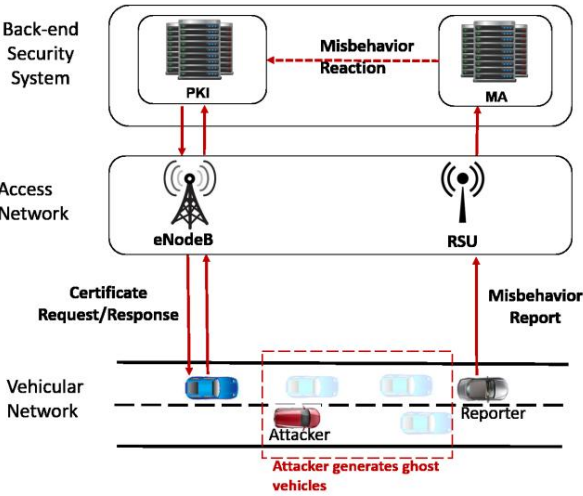 Back-end
Security
System
Misbehavior
Reaction
PKI
MA
Access
Network
eNodeB
RSU
Certificate
Request/Response
Misbehavior
Report
Vehicular
Network
Attacker
Reporter
Attacker generates ghost
vehicles